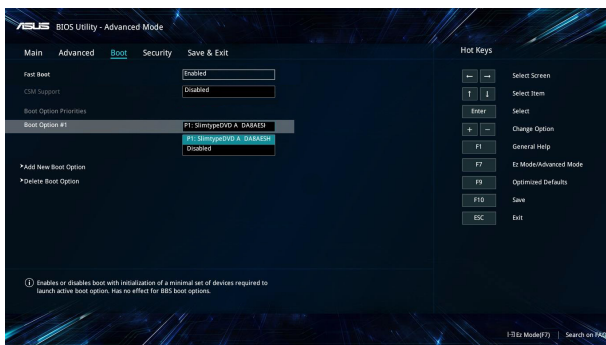 ASUS BIOS Utility - Advanced Mode
Main Advanced Boot Security Save & Exit
Hot Keys
Fast Boot Enabled
CSM Support Disabled
Boot Option Priorities
Boot Option #1 P1: SlimtypeDVD A DA8AESI
P1: SlimtypeDVD A DA8AESH
Disabled
Add New Boot Option
Delete Boot Option
← → Select Screen
↑ ↓ Select Item
Enter Select
+ − Change Option
F1 General Help
F7 Ez Mode/Advanced Mode
F9 Optimized Defaults
F10 Save
ESC Exit
Enables or disables boot with initialization of a minimal set of devices required to
launch active boot option. Has no effect for BBS boot options.
Ez Mode(F7) | Search on FAQ